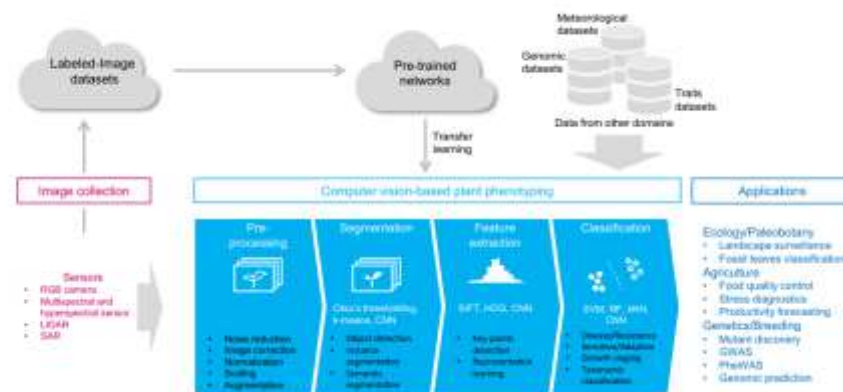 Meteorological
datasets
Genomic
datasets
Traits
datasets
Data from other domains
Labeled-Image
datasets
Pre-trained
networks
Transfer
learning
Image collection
Computer vision-based plant phenotyping
Applications
Sensors
RGB camera
Multispectral and
hyperspectral sensor
LiDAR
SAR
Pre-
processing
Noise reduction
Image correction
Normalization
Scaling
Augmentation
Segmentation
Otsu's thresholding,
k-means, CNN
Object detection
Instance
segmentation
Semantic
segmentation
Feature
extraction
SIFT, HOG, CNN
Key points
detection
Representation
learning
Classification
SVM, RF,
CNN
Growth staging
Taxonomic
classification
Ecology/Paleobotany
Landscape surveillance
Fossil leaves classification
Agriculture
Food quality control
Stress diagnostics
Productivity forecasting
Genetics/Breeding
Mutant discovery
GWAS
PheWAS
Genomic prediction